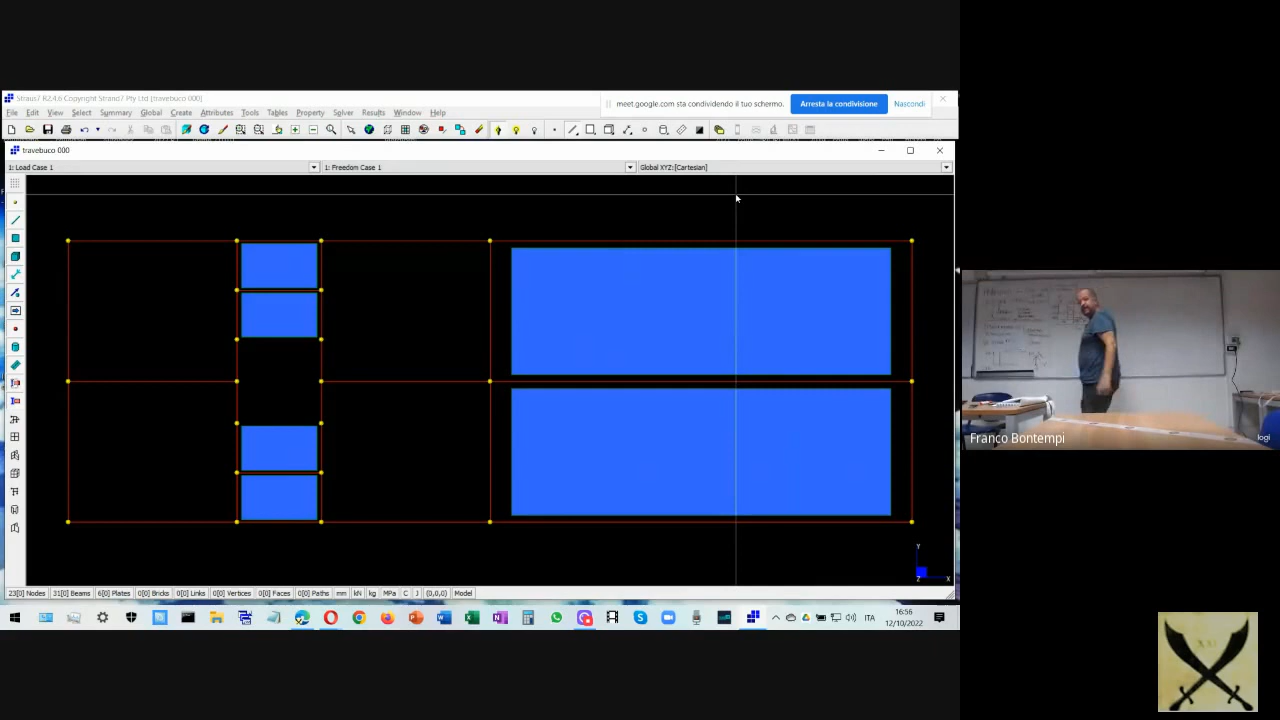 Straus7 R2.4.6 Copyright Strand7 Pty Ltd [travebuco 000]
File Edit View Select Summary Global Create Attributes Tools Tables Property Solver Results Window Help
meet.google.com sta condividendo il tuo schermo. Arresta la condivisione Nascondi
travebuco 000
1: Load Case 1 1: Freedom Case 1 Global XYZ:[Cartesian]
Y
Z X
23[0] Nodes 31[0] Beams 6[0] Plates 0[0] Bricks 0[0] Links 0[0] Vertices 0[0] Faces 0[0] Paths mm kN kg MPa C J (0,0,0) Model
ITA
16:56
12/10/2022
Franco Bontempi
logi
XXI